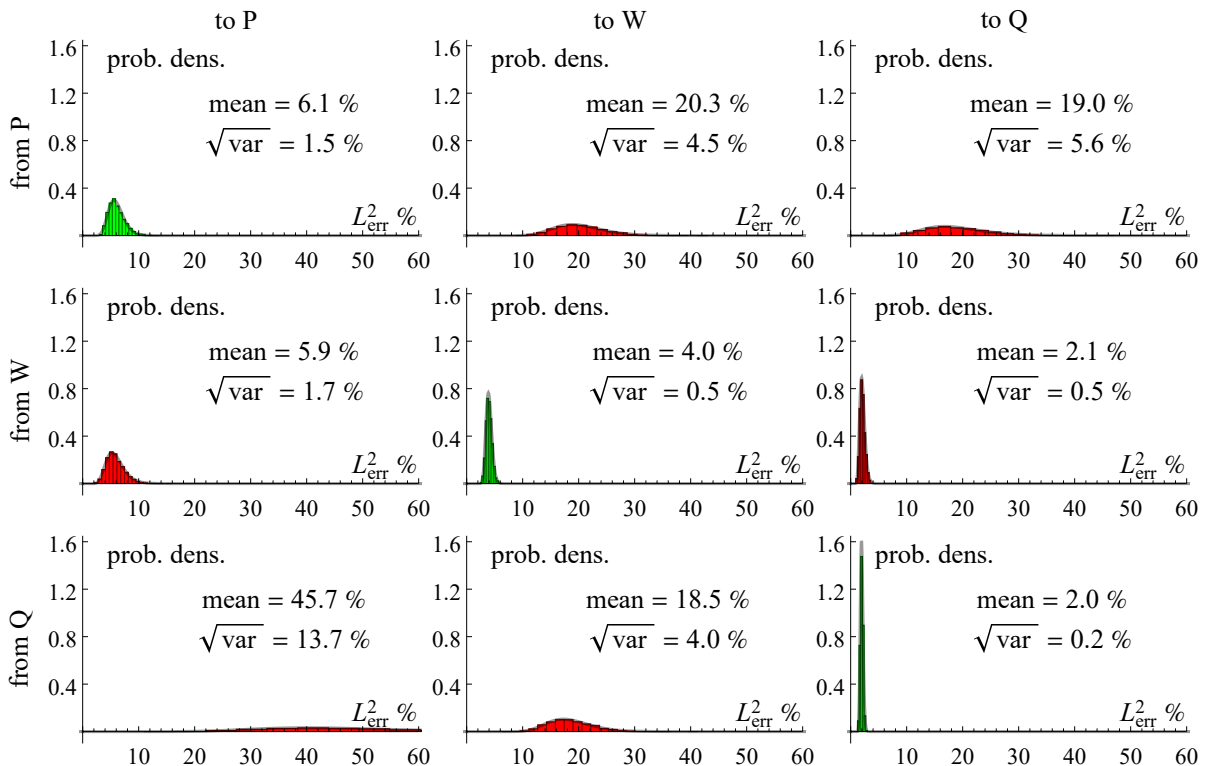 to P to W to Q
from P
1.6 prob. dens. 1.6 prob. dens. 1.6 prob. dens.
1.2 mean = 6.1 % 1.2 mean = 20.3 % 1.2 mean = 19.0 %
0.8 √var = 1.5 % 0.8 √var = 4.5 % 0.8 √var = 5.6 %
0.4 L²err % 0.4 L²err % 0.4 L²err %
10 20 30 40 50 60 10 20 30 40 50 60 10 20 30 40 50 60
from W
1.6 prob. dens. 1.6 prob. dens. 1.6 prob. dens.
1.2 mean = 5.9 % 1.2 mean = 4.0 % 1.2 mean = 2.1 %
0.8 √var = 1.7 % 0.8 √var = 0.5 % 0.8 √var = 0.5 %
0.4 L²err % 0.4 L²err % 0.4 L²err %
10 20 30 40 50 60 10 20 30 40 50 60 10 20 30 40 50 60
from Q
1.6 prob. dens. 1.6 prob. dens. 1.6 prob. dens.
1.2 mean = 45.7 % 1.2 mean = 18.5 % 1.2 mean = 2.0 %
0.8 √var = 13.7 % 0.8 √var = 4.0 % 0.8 √var = 0.2 %
0.4 L²err % 0.4 L²err % 0.4 L²err %
10 20 30 40 50 60 10 20 30 40 50 60 10 20 30 40 50 60